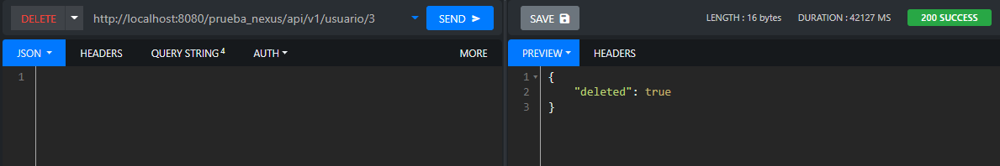 DELETE http://localhost:8080/prueba_nexus/api/v1/usuario/3 SEND
JSON HEADERS QUERY STRING 4 AUTH MORE
1
SAVE LENGTH : 16 bytes DURATION : 42127 MS 200 SUCCESS
PREVIEW HEADERS
1 {
2 "deleted": true
3 }